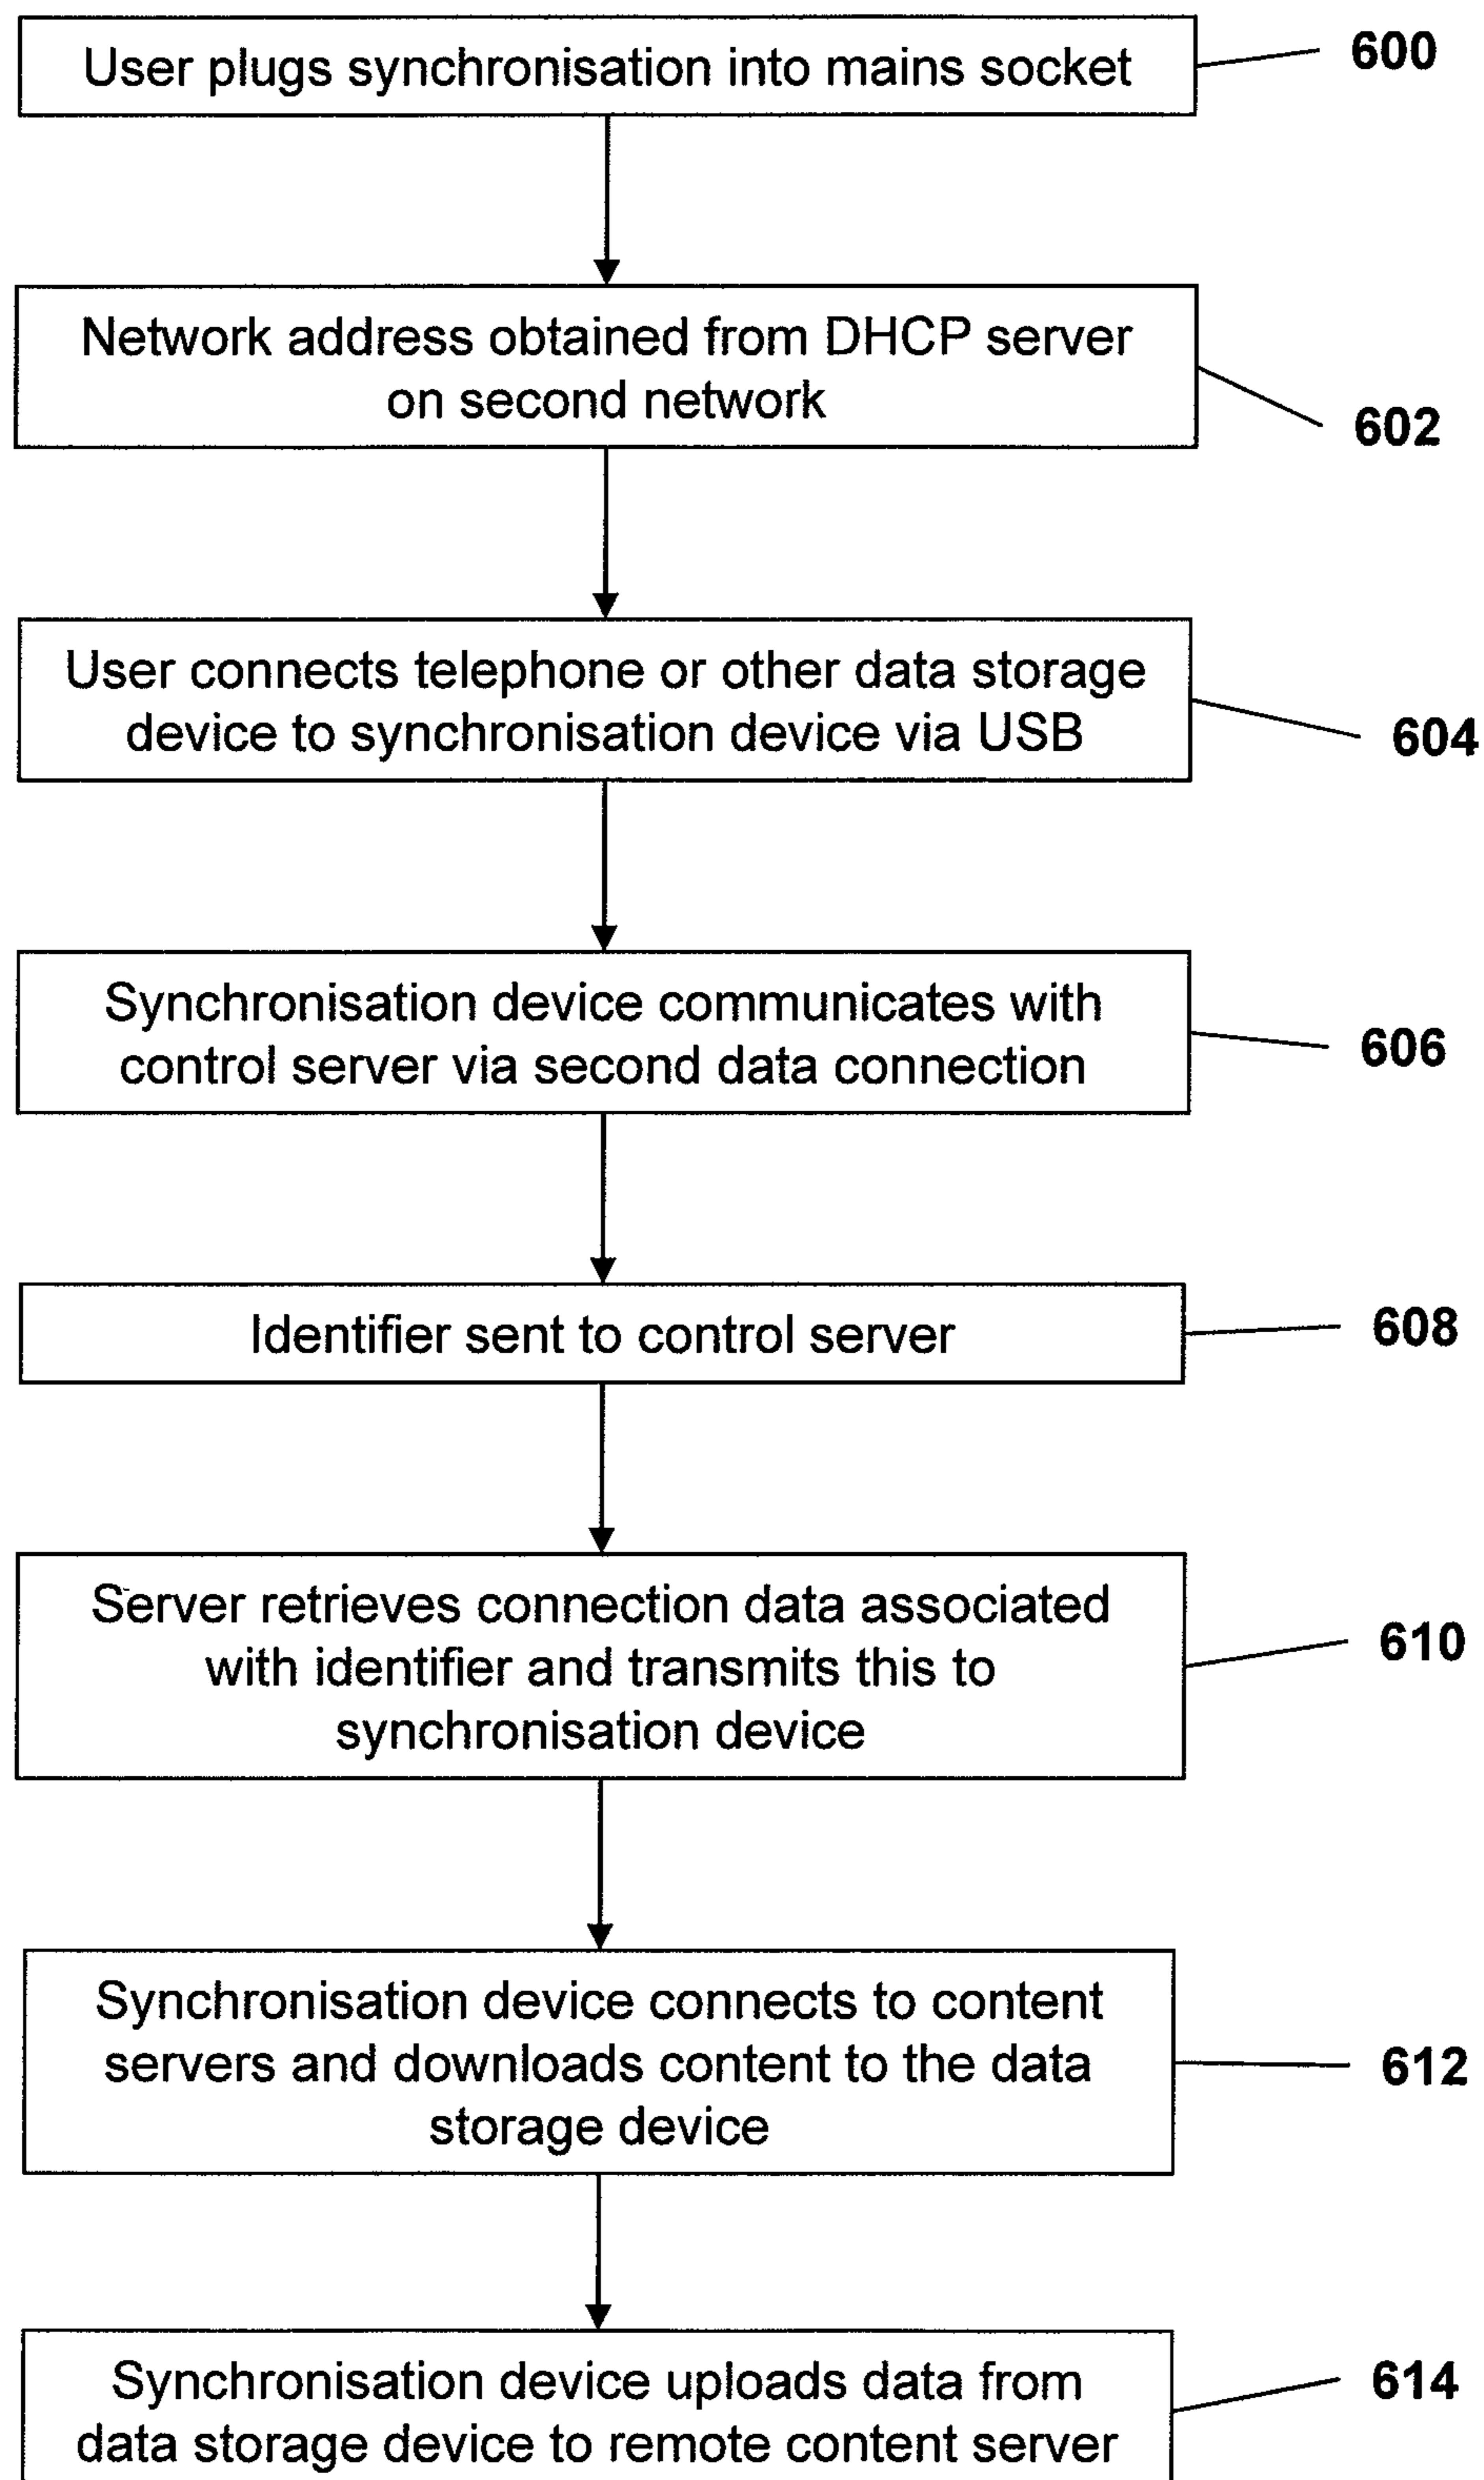 User plugs synchronisation into mains socket
600
Network address obtained from DHCP server
on second network
602
User connects telephone or other data storage
device to synchronisation device via USB
604
Synchronisation device communicates with
control server via second data connection
606
Identifier sent to control server
608
Server retrieves connection data associated
with identifier and transmits this to
synchronisation device
610
Synchronisation device connects to content
servers and downloads content to the data
storage device
612
Synchronisation device uploads data from
data storage device to remote content server
614